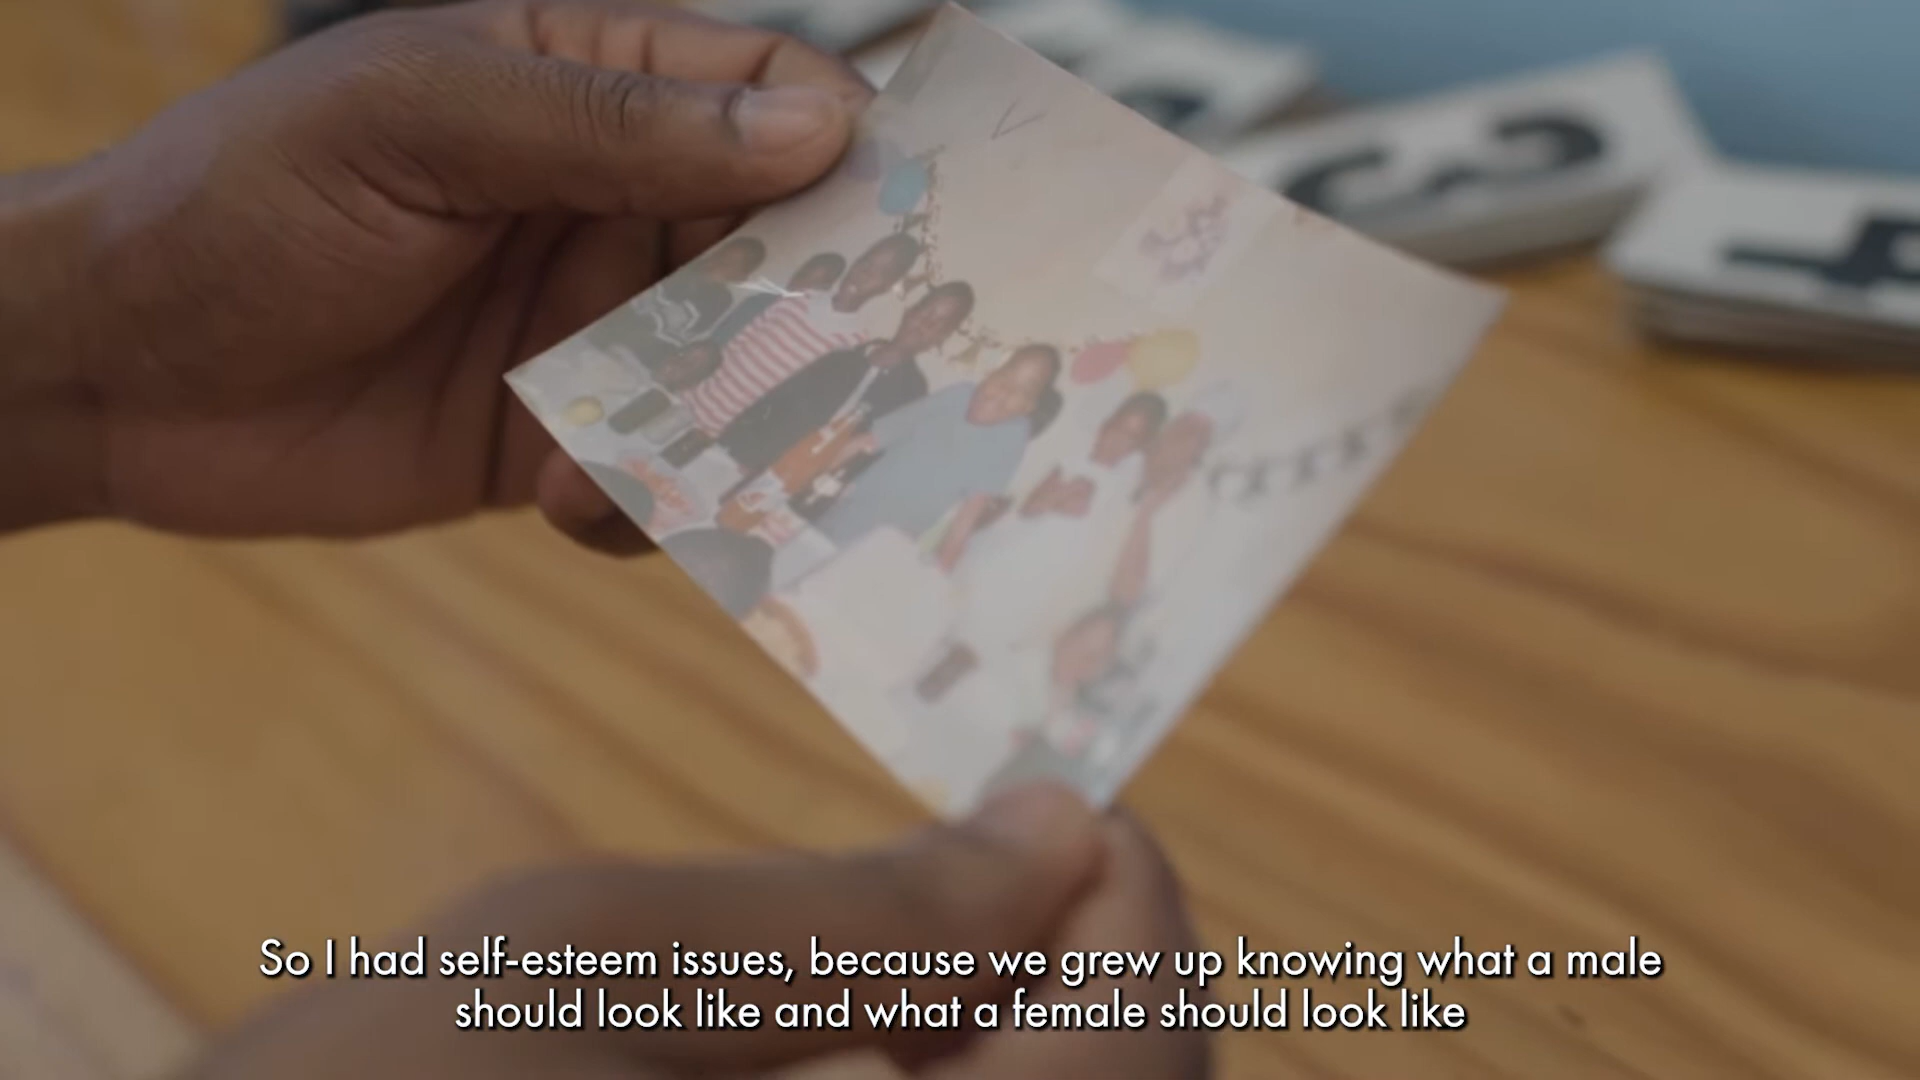 So I had self-esteem issues, because we grew up knowing what a male
should look like and what a female should look like